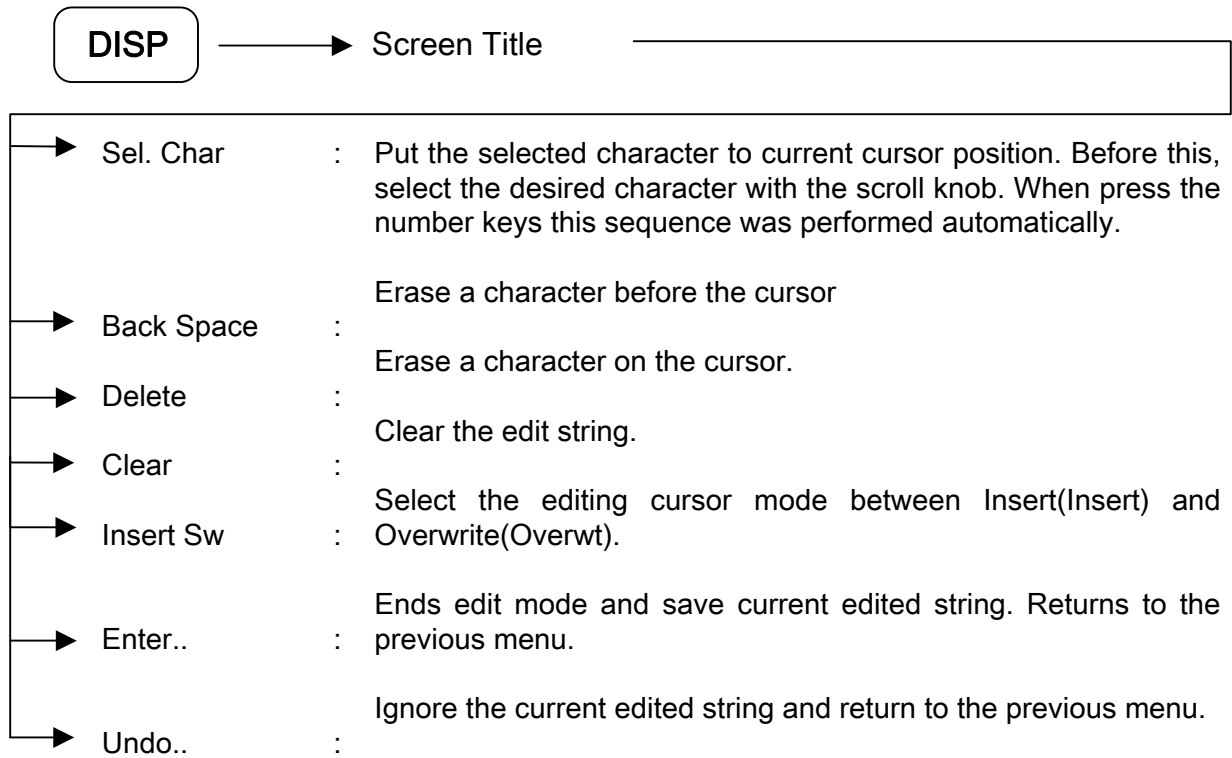 DISP Screen Title
Sel. Char : Put the selected character to current cursor position. Before this,
select the desired character with the scroll knob. When press the
number keys this sequence was performed automatically.
Erase a character before the cursor
Back Space :
Erase a character on the cursor.
Delete :
Clear the edit string.
Clear :
Select the editing cursor mode between Insert(Insert) and
Insert Sw : Overwrite(Overwt).
Ends edit mode and save current edited string. Returns to the
Enter.. : previous menu.
Ignore the current edited string and return to the previous menu.
Undo.. :